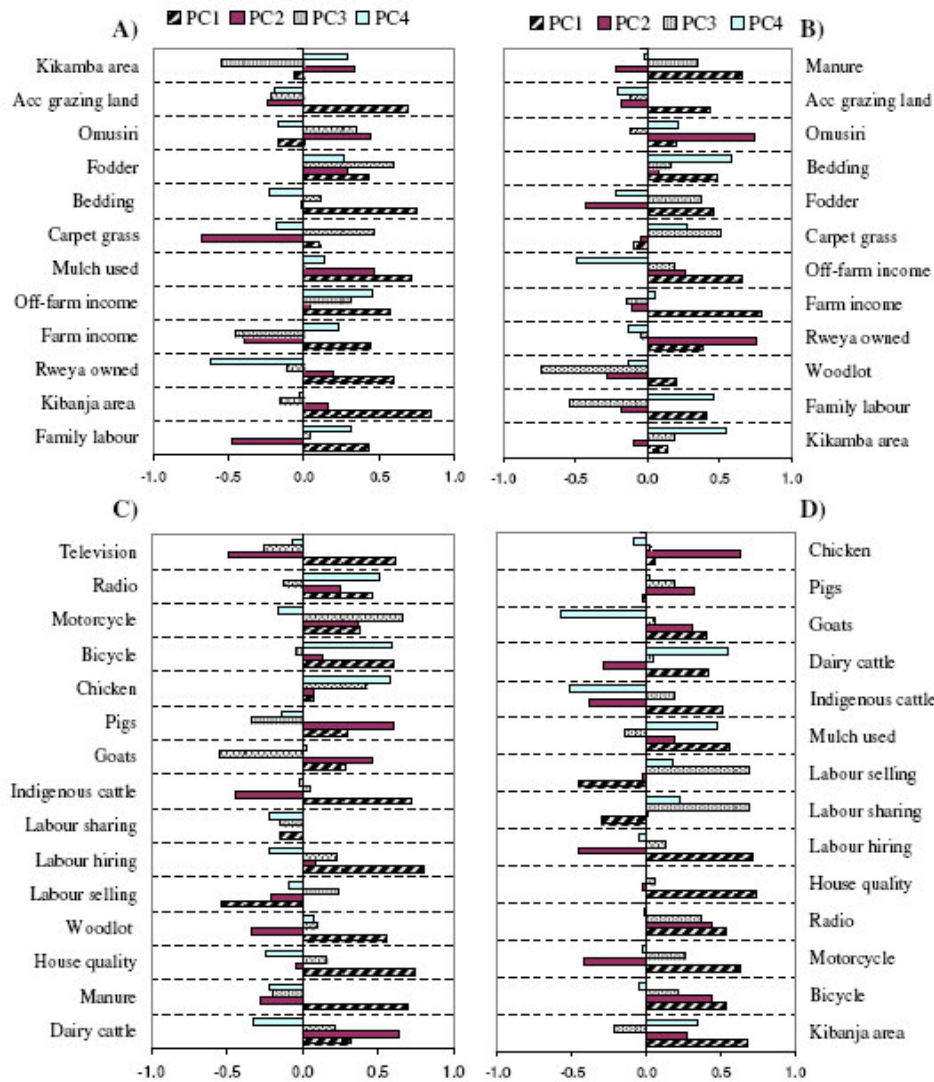 PC1 PC2 PC3 PC4
PC1 PC2 PC3 PC4
A)
Kikamba area
Acc grazing land
Omusiri
Fodder
Bedding
Carpet grass
Mulch used
Off-farm income
Farm income
Rweya owned
Kibanja area
Family labour
-1.0 -0.5 0.0 0.5 1.0
B)
Manure
Acc grazing land
Omusiri
Bedding
Fodder
Carpet grass
Off-farm income
Farm income
Rweya owned
Woodlot
Family labour
Kikamba area
-1.0 -0.5 0.0 0.5 1.0
C)
Television
Radio
Motorcycle
Bicycle
Chicken
Pigs
Goats
Indigenous cattle
Labour sharing
Labour hiring
Labour selling
Woodlot
House quality
Manure
Dairy cattle
-1.0 -0.5 0.0 0.5 1.0
D)
Chicken
Pigs
Goats
Dairy cattle
Indigenous cattle
Mulch used
Labour selling
Labour sharing
Labour hiring
House quality
Radio
Motorcycle
Bicycle
Kibanja area
-1.0 -0.5 0.0 0.5 1.0